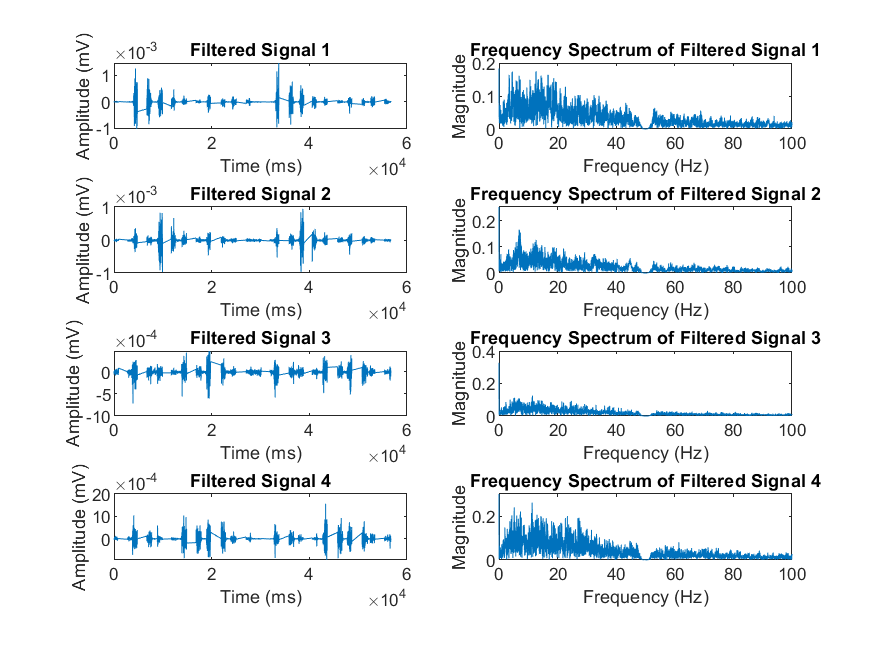 Filtered Signal 1
×10⁻³
Amplitude (mV)
1
0
-1
0 2 4 6
Time (ms)
×10⁴
Frequency Spectrum of Filtered Signal 1
Magnitude
0.2
0.1
0
0 20 40 60 80 100
Frequency (Hz)
Filtered Signal 2
×10⁻³
Amplitude (mV)
1
0
-1
0 2 4 6
Time (ms)
×10⁴
Frequency Spectrum of Filtered Signal 2
Magnitude
0.2
0.1
0
0 20 40 60 80 100
Frequency (Hz)
Filtered Signal 3
×10⁻⁴
Amplitude (mV)
0
-5
-10
0 2 4 6
Time (ms)
×10⁴
Frequency Spectrum of Filtered Signal 3
Magnitude
0.4
0.2
0
0 20 40 60 80 100
Frequency (Hz)
Filtered Signal 4
×10⁻⁴
Amplitude (mV)
20
10
0
0 2 4 6
Time (ms)
×10⁴
Frequency Spectrum of Filtered Signal 4
Magnitude
0.2
0
0 20 40 60 80 100
Frequency (Hz)